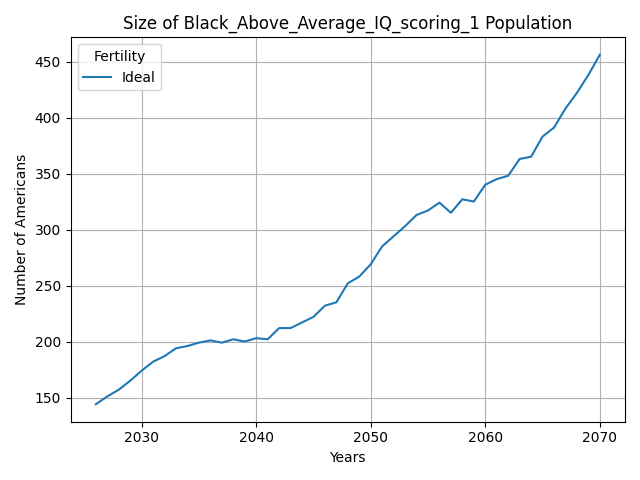 Size of Black_Above_Average_IQ_scoring_1 Population
Fertility
Ideal
Number of Americans
450
400
350
300
250
200
150
2030 2040 2050 2060 2070
Years